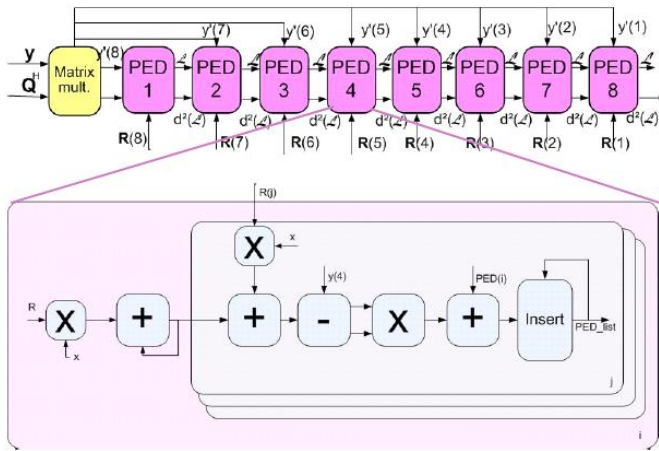 y'(7) y'(6) y'(5) y'(4) y'(3) y'(2) y'(1)
y y'(8)
Q^H
Matrix mult.
PED 1
PED 2
PED 3
PED 4
PED 5
PED 6
PED 7
PED 8
ℒ ℒ ℒ ℒ ℒ ℒ ℒ ℒ
d²(ℒ) d²(ℒ) d²(ℒ) d²(ℒ) d²(ℒ) d²(ℒ) d²(ℒ) d²(ℒ)
R(8) R(7) R(6) R(5) R(4) R(3) R(2) R(1)
R(j)
X x
y(4) PED(i)
R X + + - X + Insert PED_list
x
j
i